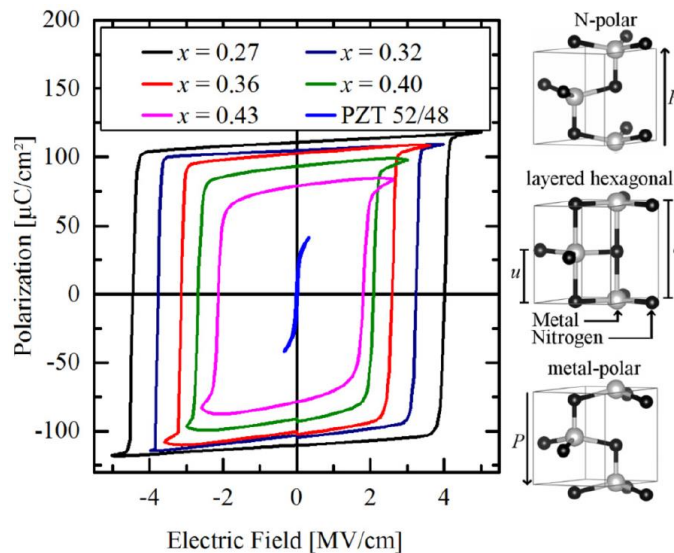 200
150
100
50
0
-50
-100
Polarization [μC/cm²]
x = 0.27
x = 0.32
x = 0.36
x = 0.40
x = 0.43
PZT 52/48
-4
-2
0
2
4
Electric Field [MV/cm]
N-polar
layered hexagonal
u
Metal
Nitrogen
metal-polar
P